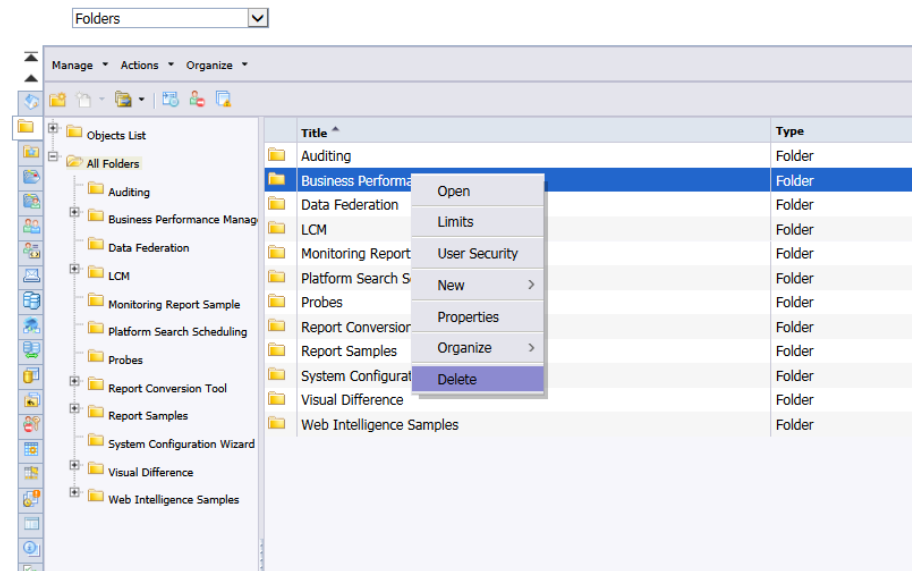 Folders
Manage Actions Organize
Objects List
All Folders
Auditing
Business Performance Manag
Data Federation
LCM
Monitoring Report Sample
Platform Search Scheduling
Probes
Report Conversion Tool
Report Samples
System Configuration Wizard
Visual Difference
Web Intelligence Samples
Title Type
Auditing Folder
Business Performa Folder
Data Federation Folder
LCM Folder
Monitoring Report Folder
Platform Search S Folder
Probes Folder
Report Conversion Folder
Report Samples Folder
System Configurat Folder
Visual Difference Folder
Web Intelligence Samples Folder
Open
Limits
User Security
New
Properties
Organize
Delete